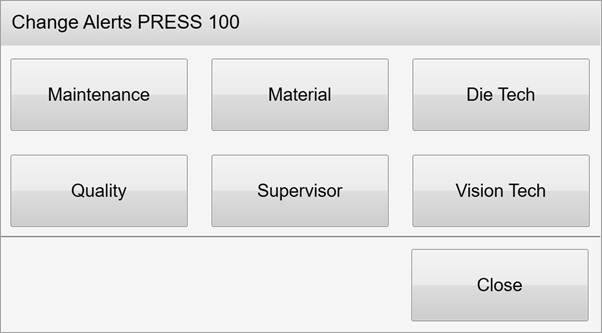 Change Alerts PRESS 100
Maintenance
Material
Die Tech
Quality
Supervisor
Vision Tech
Close